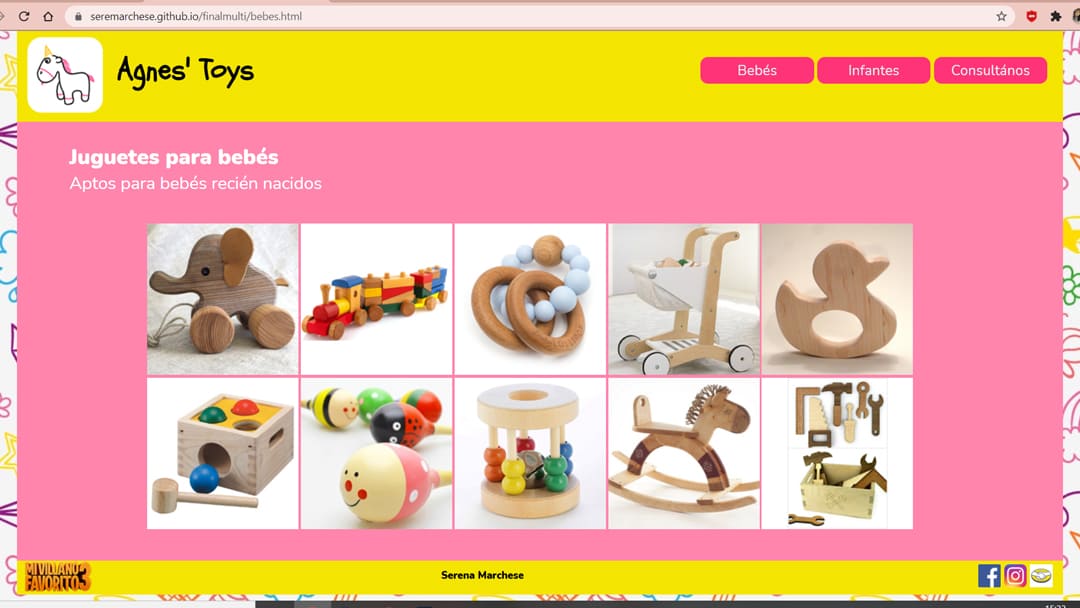 seremarchese.github.io/finalmulti/bebes.html
Agnes' Toys
Bebés
Infantes
Consultános
Juguetes para bebés
Aptos para bebés recién nacidos
MI VILLANO
FAVORITO 3
Serena Marchese